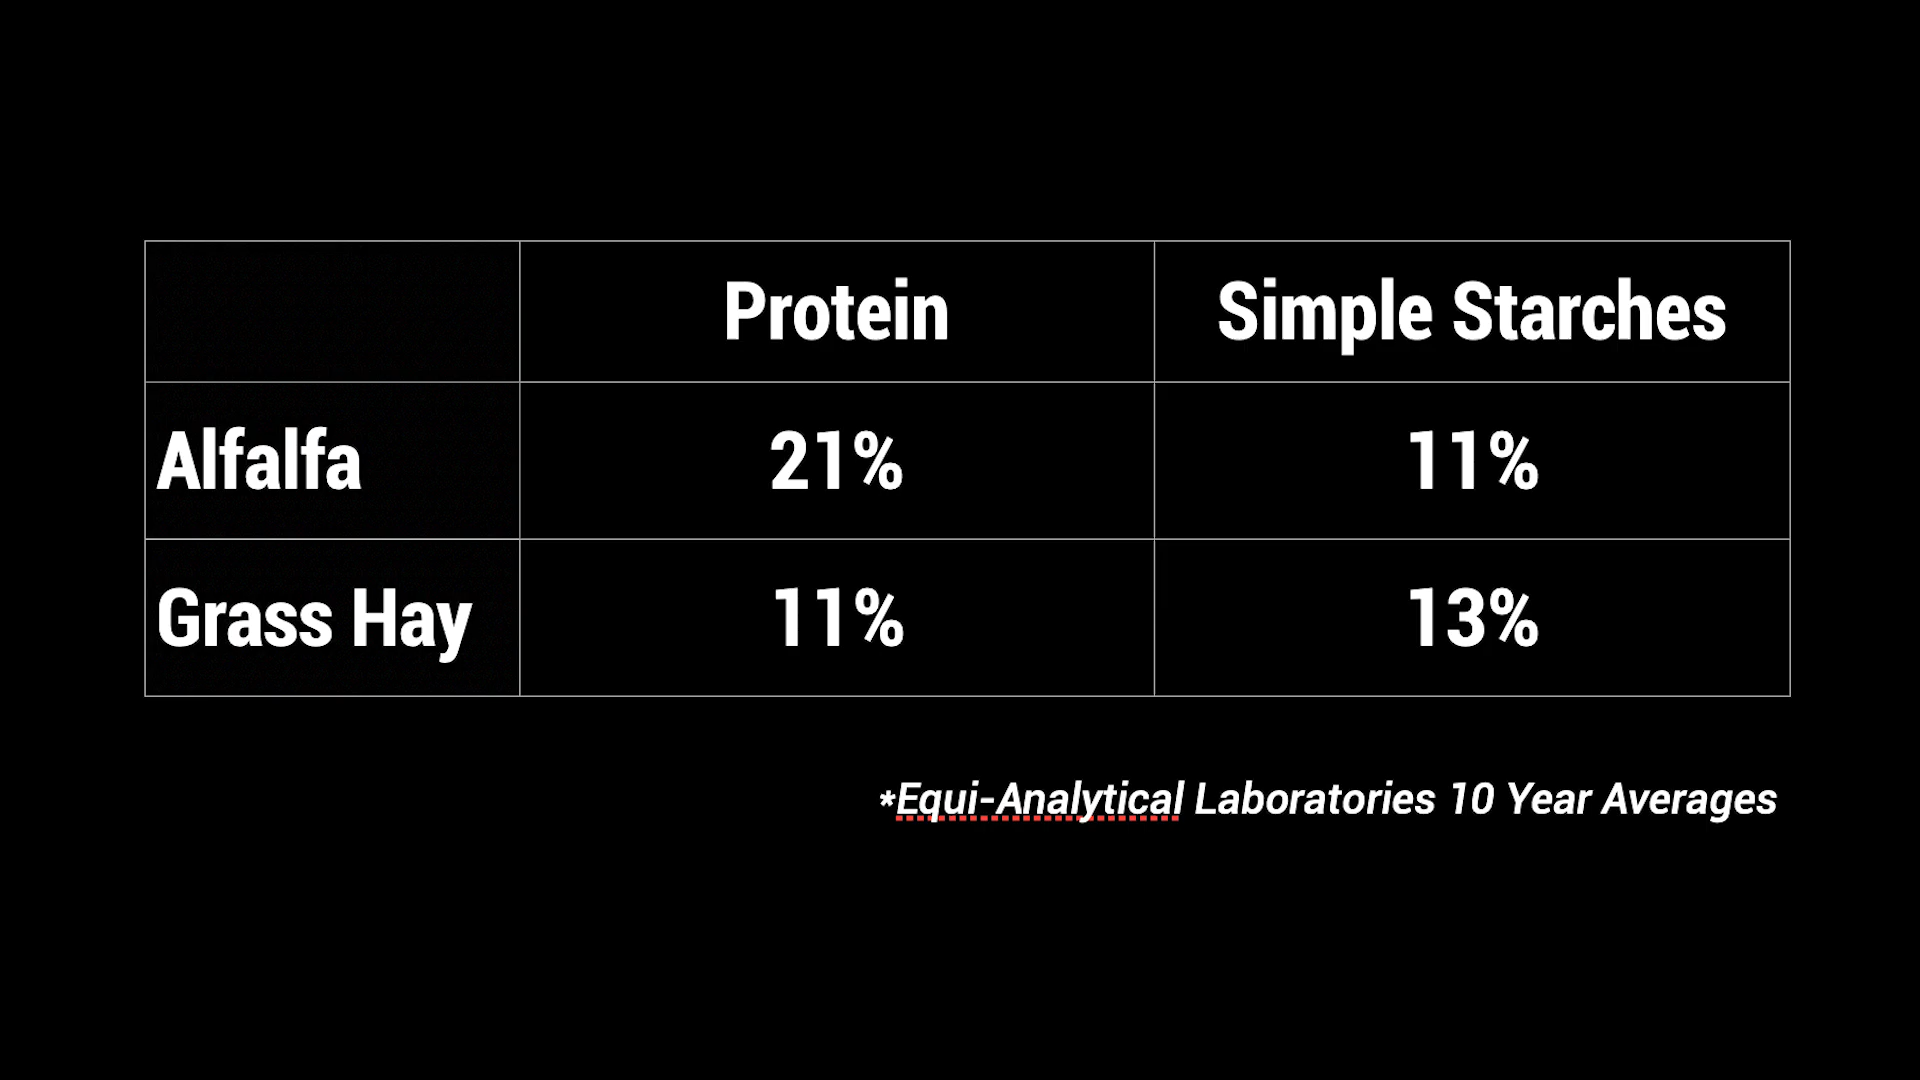 Protein Simple Starches
Alfalfa 21% 11%
Grass Hay 11% 13%
*Equi-Analytical Laboratories 10 Year Averages